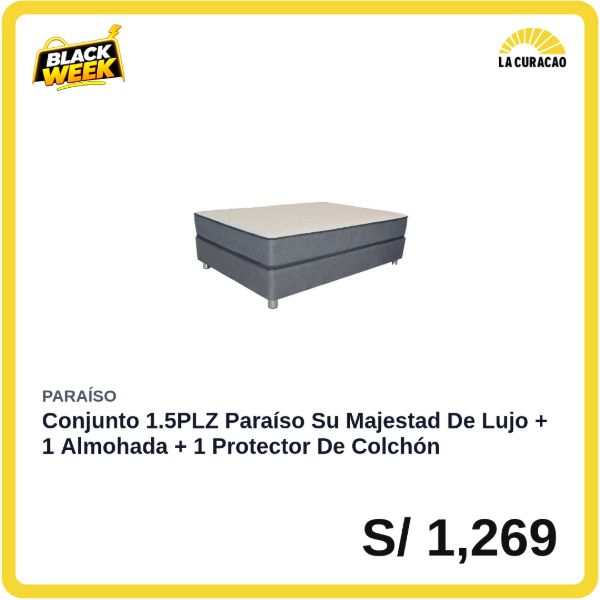 BLACK
WEEK
LA CURACAO
PARAÍSO
Conjunto 1.5PLZ Paraíso Su Majestad De Lujo +
1 Almohada + 1 Protector De Colchón
S/ 1,269